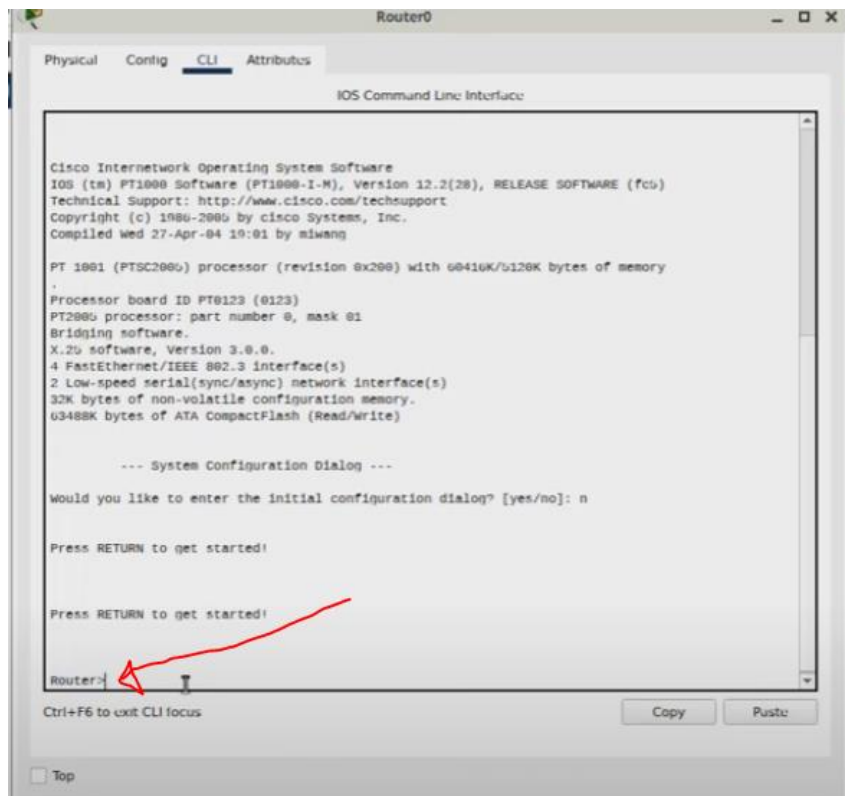 Router0
Physical Config CLI Attributes
IOS Command Line Interface
Cisco Internetwork Operating System Software
IOS (tm) PT1000 Software (PT1000-I-M), Version 12.2(28), RELEASE SOFTWARE (fc5)
Technical Support: http://www.cisco.com/techsupport
Copyright (c) 1986-2005 by cisco Systems, Inc.
Compiled Wed 27-Apr-04 19:01 by miwang
PT 1001 (PTSC2005) processor (revision 0x200) with 60416K/5120K bytes of memory
.
Processor board ID PT0123 (0123)
PT2005 processor: part number 0, mask 01
Bridging software.
X.25 software, Version 3.0.0.
4 FastEthernet/IEEE 802.3 interface(s)
2 Low-speed serial(sync/async) network interface(s)
32K bytes of non-volatile configuration memory.
63488K bytes of ATA CompactFlash (Read/Write)
--- System Configuration Dialog ---
Would you like to enter the initial configuration dialog? [yes/no]: n
Press RETURN to get started!
Press RETURN to get started!
Router>
Ctrl+F6 to exit CLI focus
Copy Paste
Top